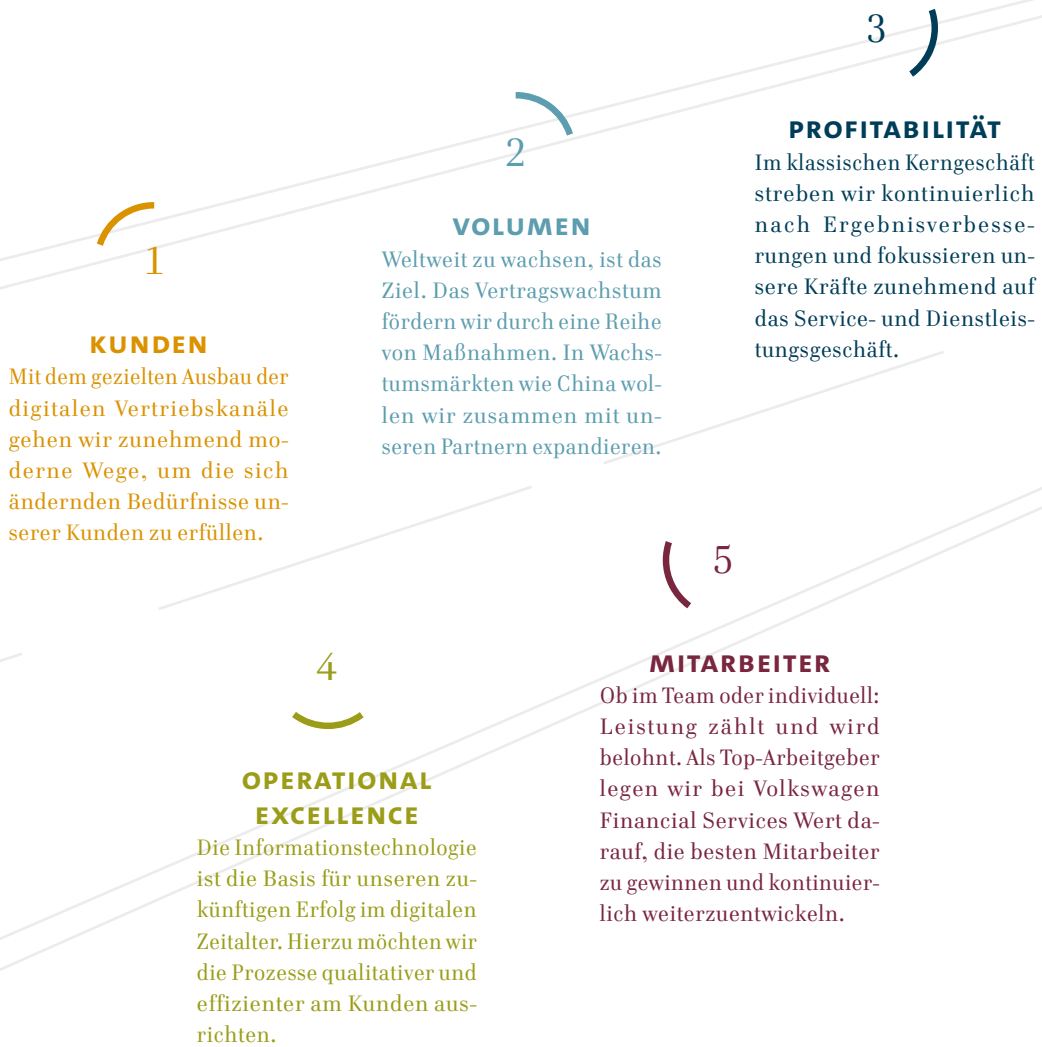 1
KUNDEN
Mit dem gezielten Ausbau der
digitalen Vertriebskanäle
gehen wir zunehmend mo-
derne Wege, um die sich
ändernden Bedürfnisse un-
serer Kunden zu erfüllen.
2
VOLUMEN
Weltweit zu wachsen, ist das
Ziel. Das Vertragswachstum
fördern wir durch eine Reihe
von Maßnahmen. In Wachs-
tumsmärkten wie China wol-
len wir zusammen mit un-
seren Partnern expandieren.
3
PROFITABILITÄT
Im klassischen Kerngeschäft
streben wir kontinuierlich
nach Ergebnisverbesse-
rungen und fokussieren un-
sere Kräfte zunehmend auf
das Service- und Dienstleis-
tungsgeschäft.
4
OPERATIONAL
EXCELLENCE
Die Informationstechnologie
ist die Basis für unseren zu-
künftigen Erfolg im digitalen
Zeitalter. Hierzu möchten wir
die Prozesse qualitativer und
effizienter am Kunden aus-
richten.
5
MITARBEITER
Ob im Team oder individuell:
Leistung zählt und wird
belohnt. Als Top-Arbeitgeber
legen wir bei Volkswagen
Financial Services Wert da-
rauf, die besten Mitarbeiter
zu gewinnen und kontinuier-
lich weiterzuentwickeln.